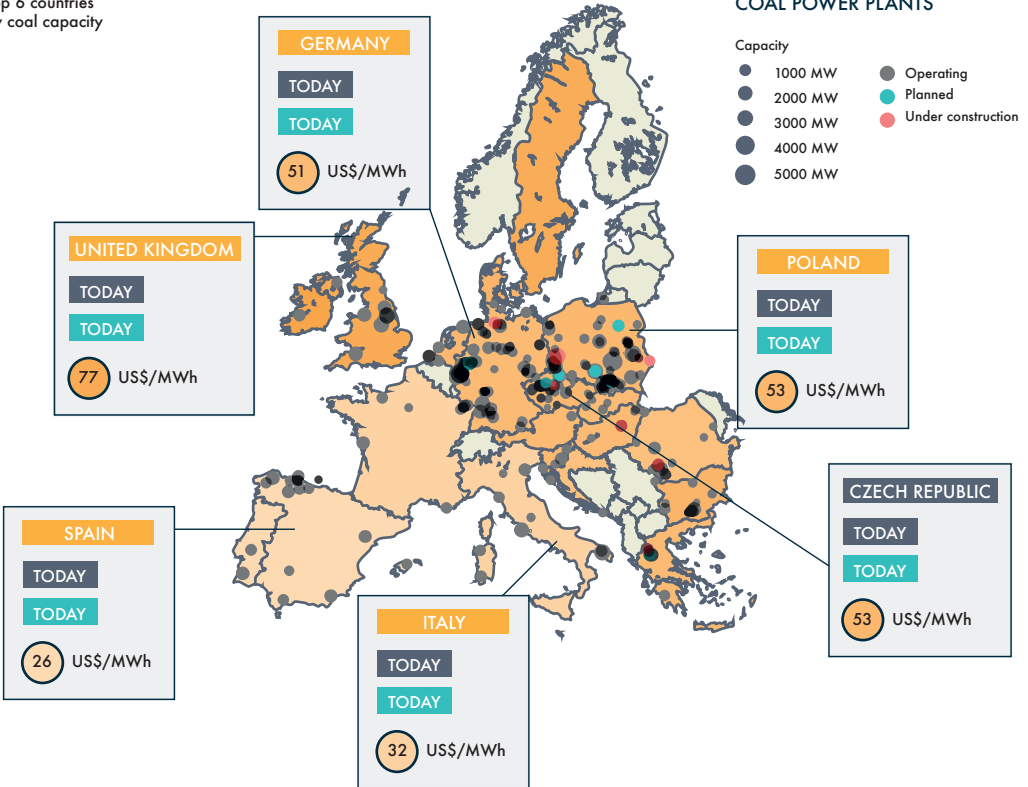 6 countries
coal capacity
COAL POWER PLANTS
Capacity
1000 MW
2000 MW
3000 MW
4000 MW
5000 MW
Operating
Planned
Under construction
GERMANY
TODAY
TODAY
51 US$/MWh
UNITED KINGDOM
TODAY
TODAY
77 US$/MWh
POLAND
TODAY
TODAY
53 US$/MWh
CZECH REPUBLIC
TODAY
TODAY
53 US$/MWh
SPAIN
TODAY
TODAY
26 US$/MWh
ITALY
TODAY
TODAY
32 US$/MWh